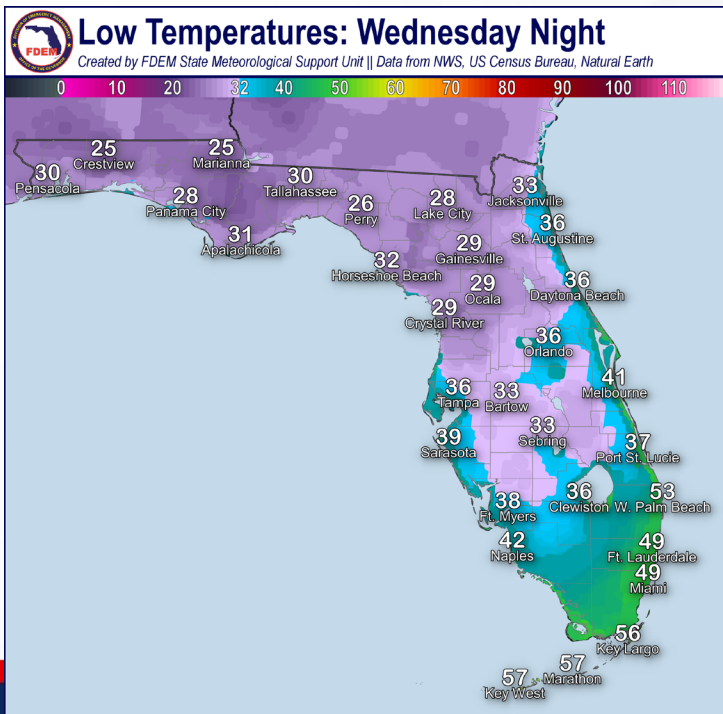 FDEM
Low Temperatures: Wednesday Night
Created by FDEM State Meteorological Support Unit || Data from NWS, US Census Bureau, Natural Earth
0 10 20 32 40 50 60 70 80 90 100 110
25
Crestview
25
Marianna
30
Pensacola
30
Tallahassee
28
Panama City
26
Perry
28
Lake City
33
Jacksonville
31
Apalachicola
36
St. Augustine
29
Gainesville
32
Horseshoe Beach
29
Ocala
36
Daytona Beach
29
Crystal River
36
Orlando
36
Tampa
33
Bartow
41
Melbourne
39
Sarasota
33
Sebring
37
Port St. Lucie
38
Ft. Myers
36
Clewiston
53
W. Palm Beach
42
Naples
49
Ft. Lauderdale
49
Miami
56
Key Largo
57
Marathon
57
Key West